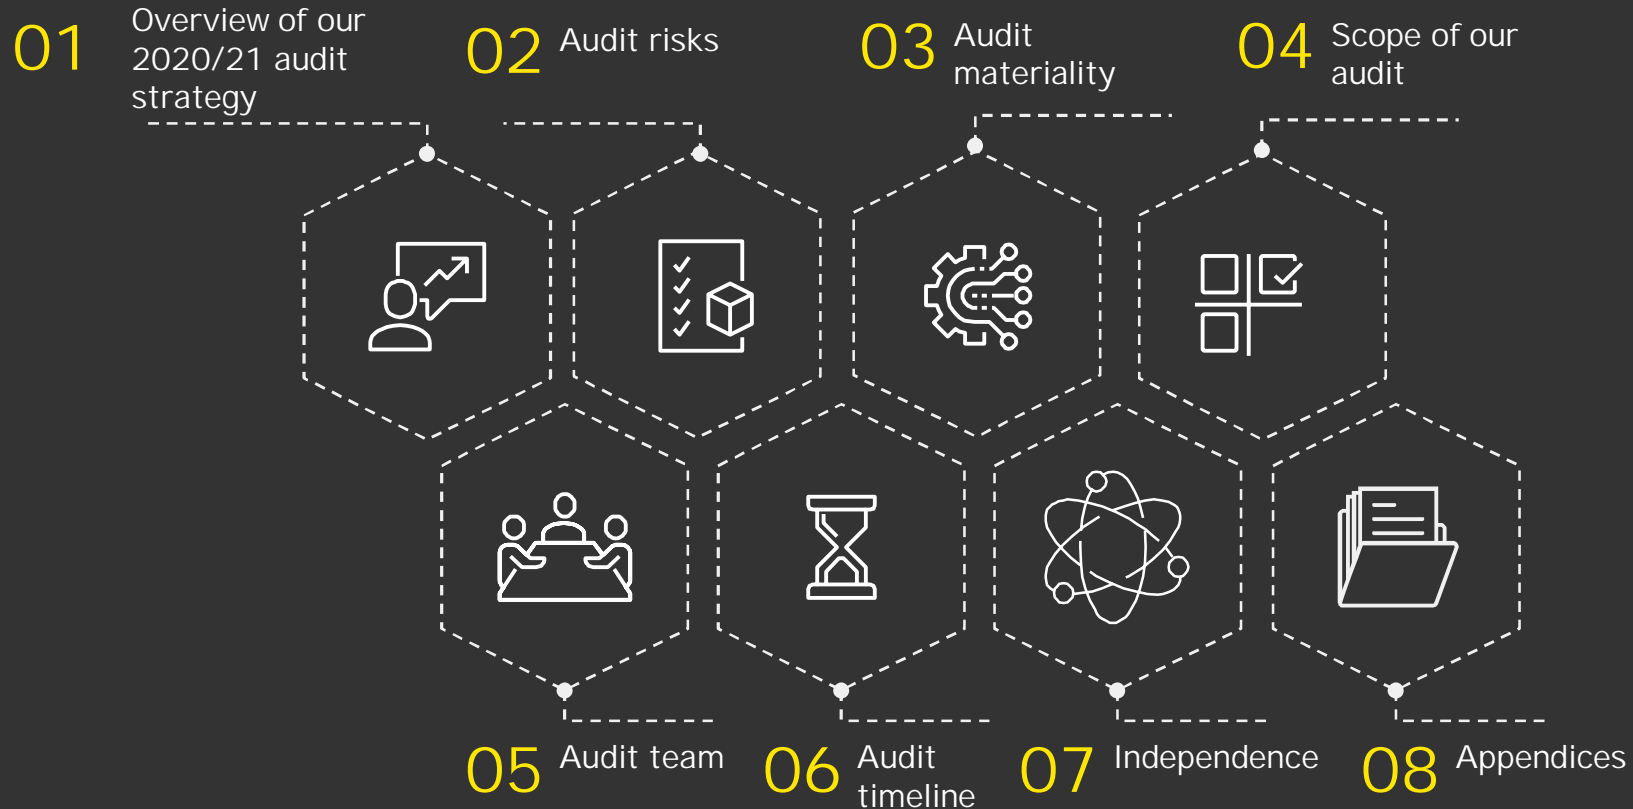 01
Overview of our
2020/21 audit
strategy
02
Audit risks
03
Audit
materiality
04
Scope of our
audit
05
Audit team
06
Audit
timeline
07
Independence
08
Appendices